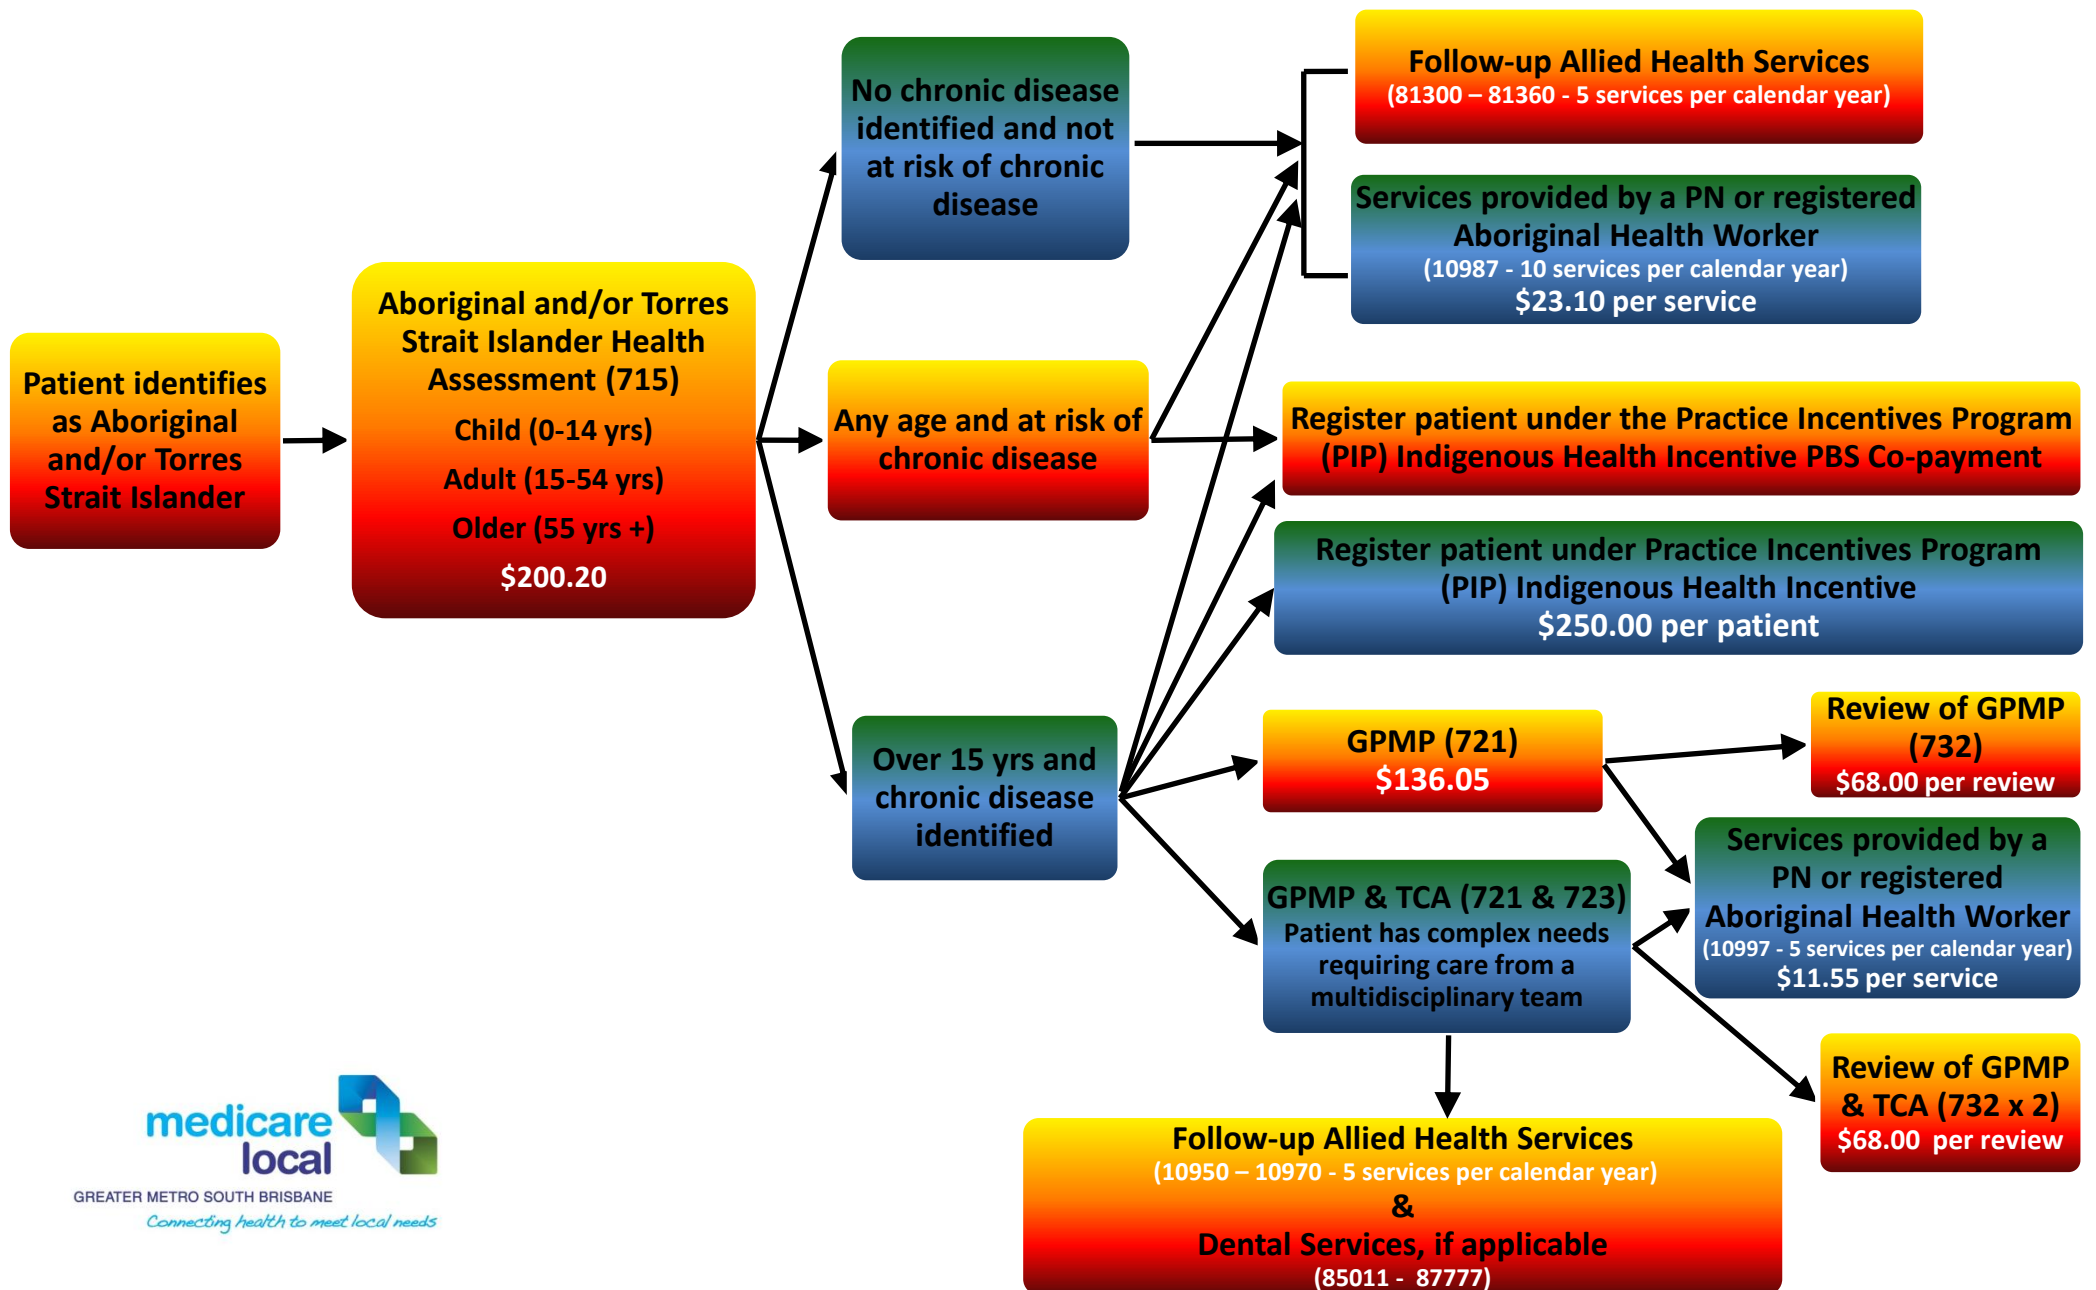 Patient identifies
as Aboriginal
and/or Torres
Strait Islander
Aboriginal and/or Torres
Strait Islander Health
Assessment (715)
Child (0-14 yrs)
Adult (15-54 yrs)
Older (55 yrs +)
$200.20
No chronic disease
identified and not
at risk of chronic
disease
Any age and at risk of
chronic disease
Over 15 yrs and
chronic disease
identified
Follow-up Allied Health Services
(81300 – 81360 - 5 services per calendar year)
Services provided by a PN or registered
Aboriginal Health Worker
(10987 - 10 services per calendar year)
$23.10 per service
Register patient under the Practice Incentives Program
(PIP) Indigenous Health Incentive PBS Co-payment
Register patient under Practice Incentives Program
(PIP) Indigenous Health Incentive
$250.00 per patient
GPMP (721)
$136.05
GPMP & TCA (721 & 723)
Patient has complex needs
requiring care from a
multidisciplinary team
Review of GPMP
(732)
$68.00 per review
Services provided by a
PN or registered
Aboriginal Health Worker
(10997 - 5 services per calendar year)
$11.55 per service
Review of GPMP
& TCA (732 x 2)
$68.00 per review
Follow-up Allied Health Services
(10950 – 10970 - 5 services per calendar year)
&
Dental Services, if applicable
(85011 - 87777)
medicare
local
GREATER METRO SOUTH BRISBANE
Connecting health to meet local needs